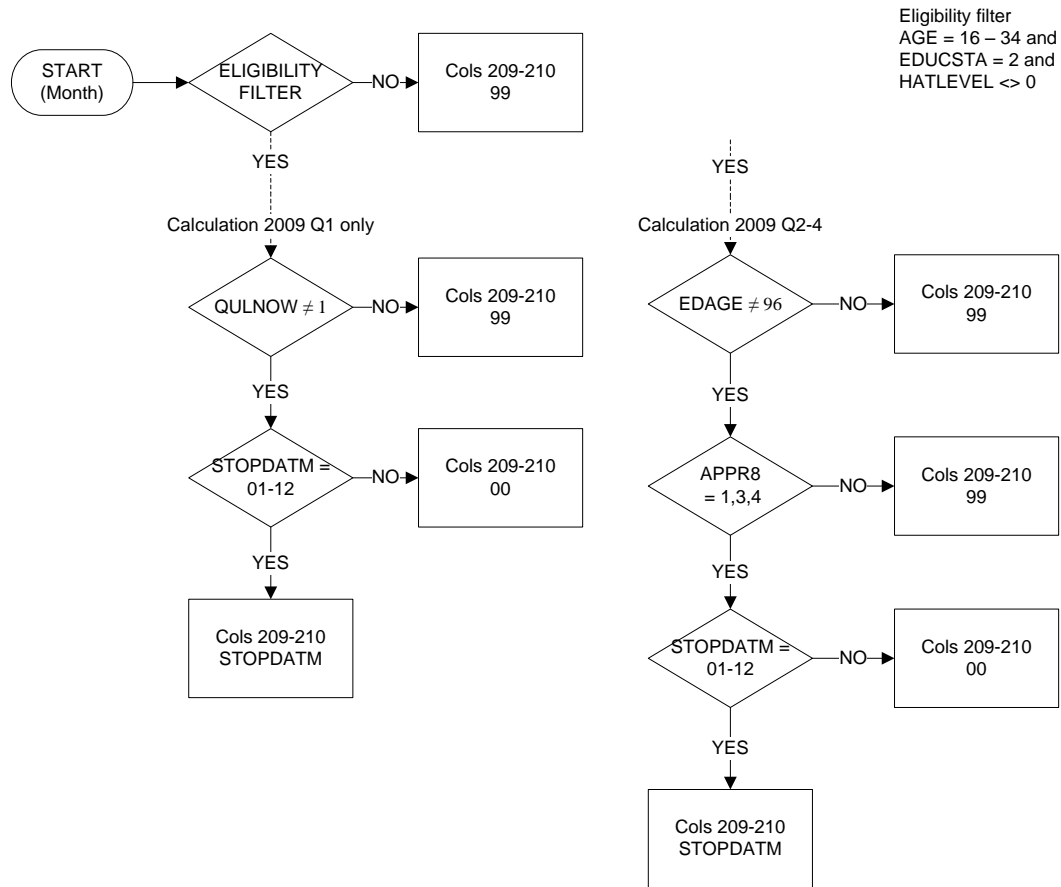 Eligibility filter
AGE = 16 – 34 and
EDUCSTA = 2 and
HATLEVEL <> 0
START
(Month)
ELIGIBILITY
FILTER
NO
Cols 209-210
99
YES
Calculation 2009 Q1 only
QULNOW ≠ 1
NO
Cols 209-210
99
YES
STOPDATM =
01-12
NO
Cols 209-210
00
YES
Cols 209-210
STOPDATM
YES
Calculation 2009 Q2-4
EDAGE ≠ 96
NO
Cols 209-210
99
YES
APPR8
= 1,3,4
NO
Cols 209-210
99
YES
STOPDATM =
01-12
NO
Cols 209-210
00
YES
Cols 209-210
STOPDATM